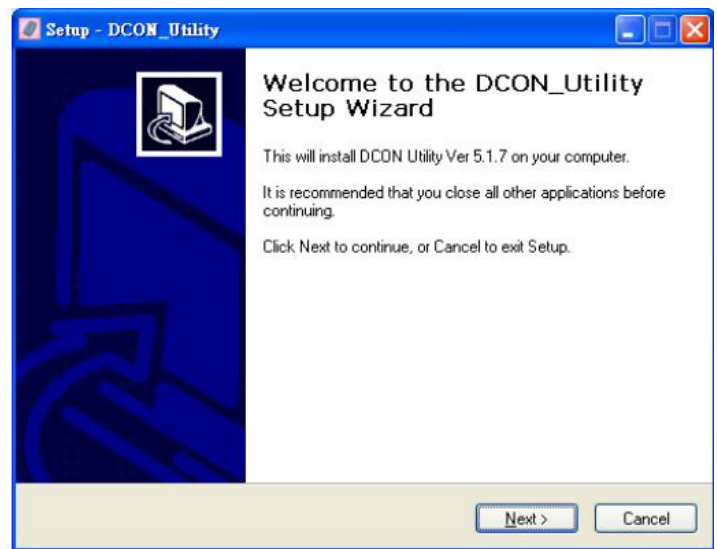 Setup - DCON_Utility
Welcome to the DCON_Utility
Setup Wizard
This will install DCON Utility Ver 5.1.7 on your computer.
It is recommended that you close all other applications before
continuing.
Click Next to continue, or Cancel to exit Setup.
Next >
Cancel